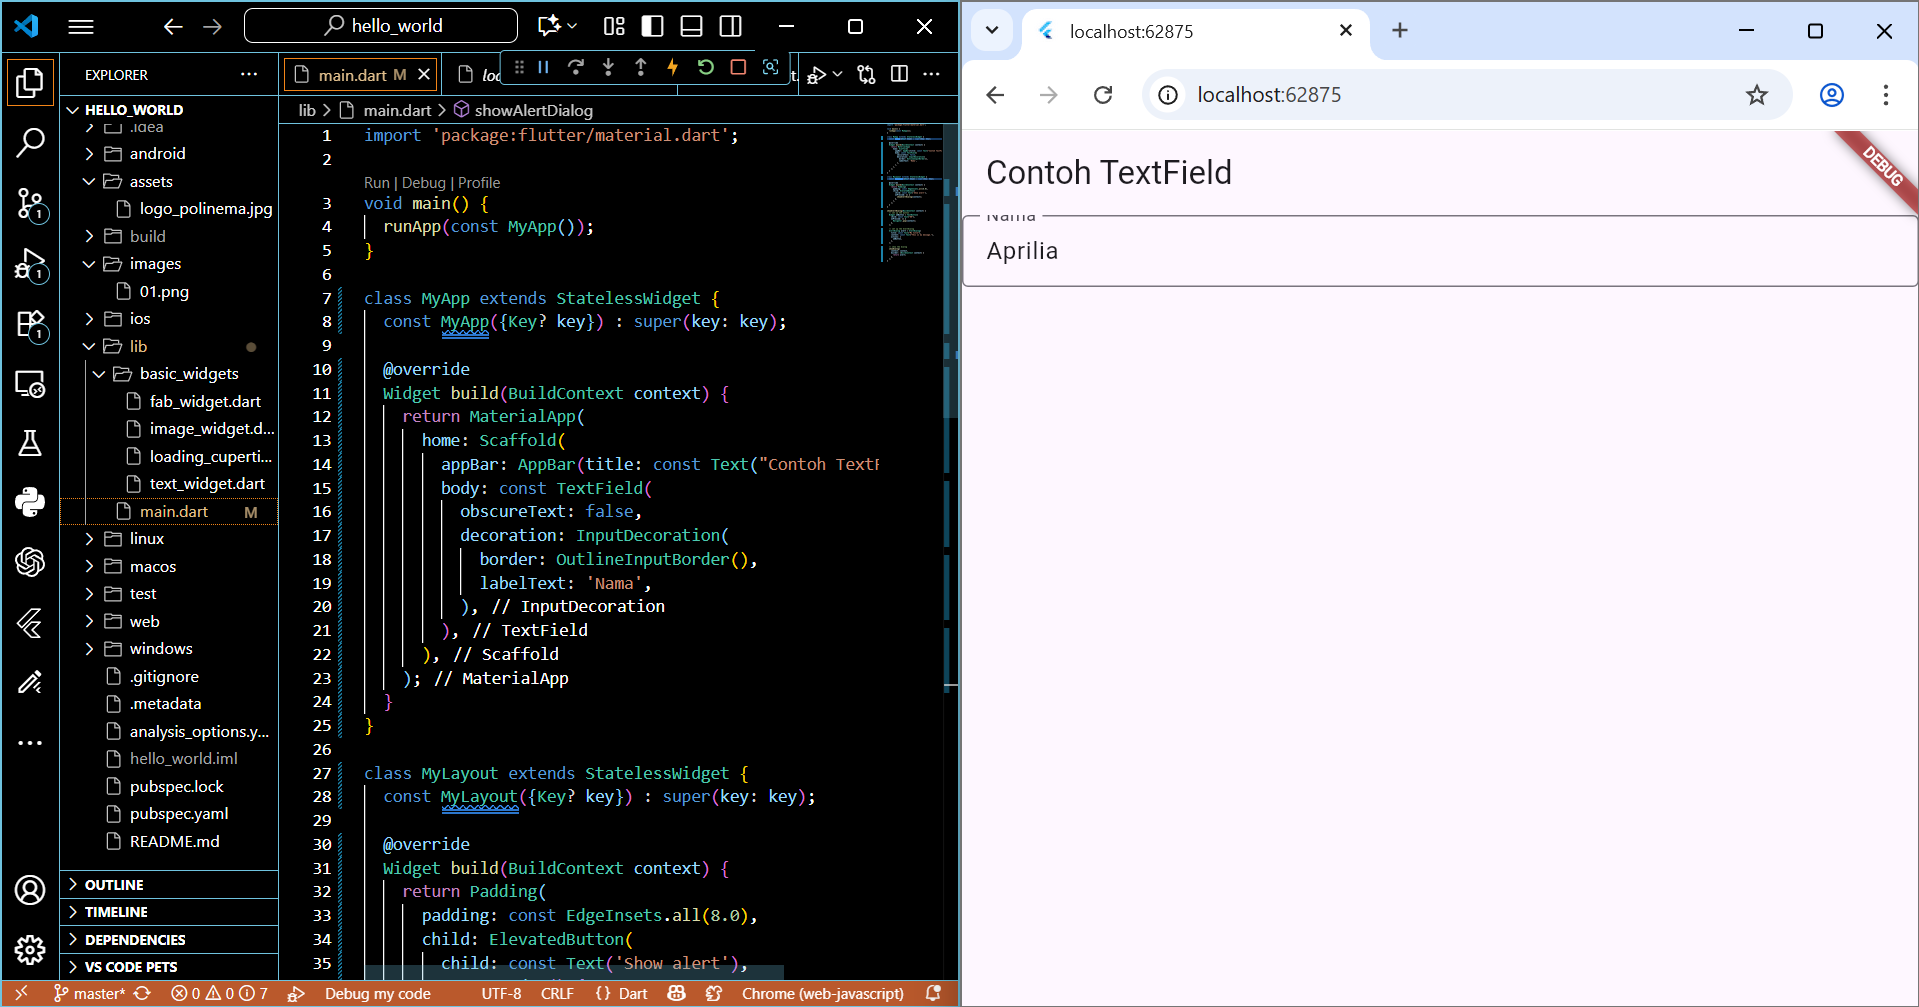 hello_world
EXPLORER
HELLO_WORLD
.idea
android
assets
logo_polinema.jpg
build
images
01.png
ios
lib
basic_widgets
fab_widget.dart
image_widget.d...
loading_cuperti...
text_widget.dart
main.dart M
linux
macos
test
web
windows
.gitignore
.metadata
analysis_options.y...
hello_world.iml
pubspec.lock
pubspec.yaml
README.md
OUTLINE
TIMELINE
DEPENDENCIES
VS CODE PETS
1
1
1
main.dart M
loc
t.
lib > main.dart > showAlertDialog
1 import 'package:flutter/material.dart';
2
Run | Debug | Profile
3 void main() {
4 runApp(const MyApp());
5 }
6
7 class MyApp extends StatelessWidget {
8 const MyApp({Key? key}) : super(key: key);
9
10 @override
11 Widget build(BuildContext context) {
12 return MaterialApp(
13 home: Scaffold(
14 appBar: AppBar(title: const Text("Contoh TextF
15 body: const TextField(
16 obscureText: false,
17 decoration: InputDecoration(
18 border: OutlineInputBorder(),
19 labelText: 'Nama',
20 ), // InputDecoration
21 ), // TextField
22 ), // Scaffold
23 ); // MaterialApp
24 }
25 }
26
27 class MyLayout extends StatelessWidget {
28 const MyLayout({Key? key}) : super(key: key);
29
30 @override
31 Widget build(BuildContext context) {
32 return Padding(
33 padding: const EdgeInsets.all(8.0),
34 child: ElevatedButton(
35 child: const Text('Show alert'),
master* 0 0 7 Debug my code UTF-8 CRLF {} Dart Chrome (web-javascript)
localhost:62875
localhost:62875
Contoh TextField
DEBUG
Nama
Aprilia